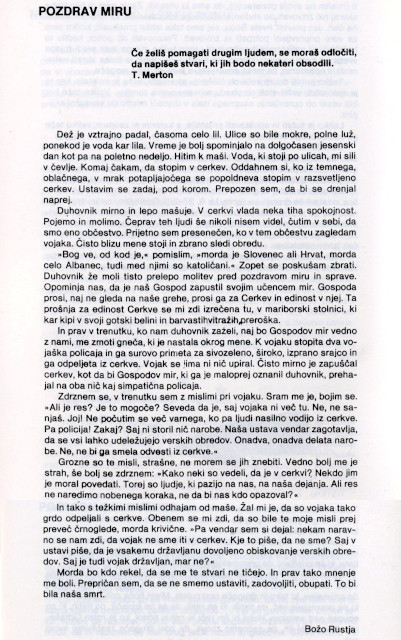 POZDRAV MIRU
Če želiš pomagati drugim ljudem, se moraš odločiti,
da napišeš stvari, ki jih bodo nekateri obsodili.
T. Merton
Dež je vztrajno padal, časoma celo lil. Ulice so bile mokre, polne luž,
ponekod je voda kar lila. Vreme je bolj spominjalo na dolgočasen jesenski
dan kot pa na poletno nedeljo. Hitim k maši. Voda, ki stoji po ulicah, mi sili
v čevlje. Komaj čakam, da stopim v cerkev. Oddahnem si, ko iz temnega,
oblačnega, v mrak potapljajočega se popoldneva stopim v razsvetljeno
cerkev. Ustavim se zadaj, pod korom. Prepozen sem, da bi se drenjal
naprej.
Duhovnik mirno in lepo mašuje. V cerkvi vlada neka tiha spokojnost.
Pojemo in molimo. Čeprav teh ljudi še nikoli nisem videl, čutim v sebi, da
smo eno občestvo. Prijetno sem presenečen, ko v tem občestvu zagledam
vojaka. Čisto blizu mene stoji in zbrano sledi obredu.
»Bog ve, od kod je,« pomislim, »morda je Slovenec ali Hrvat, morda
celo Albanec, tudi med njimi so katoličani.« Zopet se poskušam zbrati.
Duhovnik že moli tisto prelepo molitev pred pozdravom miru in sprave.
Opominja nas, da je naš Gospod zapustil svojim učencem mir. Gospoda
prosi, naj ne gleda na naše grehe, prosi ga za Cerkev in edinost v njej. Ta
prošnja za edinost Cerkve se mi zdi izrečena tu, v mariborski stolnici, ki
kar kipi v svoji gotski belini in barvastihvitražih,preroška.
In prav v trenutku, ko nam duhovnik zaželi, naj bo Gospodov mir vedno
z nami, me zmoti gneča, ki je nastala okrog mene. K vojaku stopita dva vo-
jaška policaja in ga surovo primeta za sivozeleno, široko, izprano srajco in
ga odpeljeta iz cerkve. Vojak se jima ni nič upiral. Čisto mirno je zapuščal
cerkev, kot da bi Gospodov mir, ki ga je maloprej oznanil duhovnik, preha-
jal na oba nič kaj simpatična policaja.
Zdrznem se, v trenutku sem z mislimi pri vojaku. Sram me je, bojim se.
»Ali je res? Je to mogoče? Seveda da je, saj vojaka ni več tu. Ne, ne sa-
njaš. Joj! Ne počutim se več varnega, ko pa ljudi nasilno vodijo iz cerkve.
Pa policija! Zakaj? Saj ni storil nič narobe. Naša ustava vendar zagotavlja,
da se vsi lahko udeležujejo verskih obredov. Onadva, onadva delata naro-
be. Ne, ne bi ga smela odvesti iz cerkve.«
Grozne so te misli, strašne, ne morem se jih znebiti. Vedno bolj me je
strah, še bolj se zdrznem: »Kako neki so vedeli, da je v cerkvi? Nekdo jim
je moral povedati. Torej so ljudje, ki pazijo na nas, na naša dejanja. Ali res
ne naredimo nobenega koraka, ne da bi nas kdo opazoval?«
In tako s težkimi mislimi odhajam od maše. Žal mi je, da so vojaka tako
grdo odpeljali s cerkve. Obenem se mi zdi, da so bile te moje misli prej
preveč črnoglede, morda krivične. »Pa vendar sem si dejal: nekam narav-
no se nam zdi, da vojak ne sme iti v cerkev. Kje to piše, da ne sme? Saj v
ustavi piše, da je vsakemu državljanu dovoljeno obiskovanje verskih obre-
dov. Saj je tudi vojak državljan, mar ne?«
Morda bo kdo rekel, da se me te stvari ne tičejo. In prav tako mnenje
me boli. Prepričan sem, da se ne smemo ustaviti, zadovoljiti, obupati. To bi
bila naša smrt.
Božo Rustja